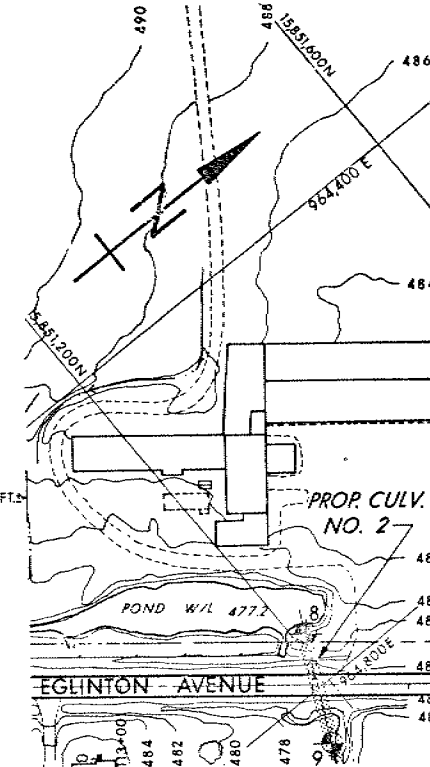 490
488
15,851,600N
486
964,400 E
15,851,200N
FT.±
PROP. CULV.
NO. 2
POND W/L 477.2
8
964,800E
EGLINTON AVENUE
113+00
484
482
480
478
9